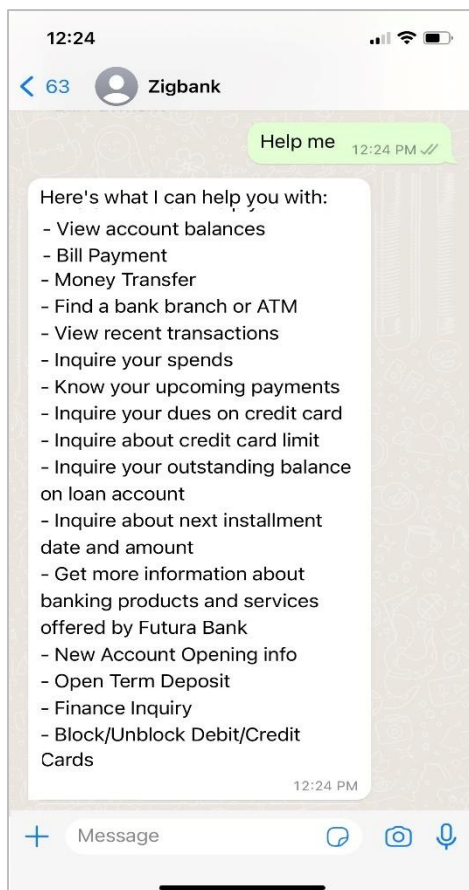 12:24
63 Zigbank
Help me 12:24 PM
Here's what I can help you with:
- View account balances
- Bill Payment
- Money Transfer
- Find a bank branch or ATM
- View recent transactions
- Inquire your spends
- Know your upcoming payments
- Inquire your dues on credit card
- Inquire about credit card limit
- Inquire your outstanding balance
on loan account
- Inquire about next installment
date and amount
- Get more information about
banking products and services
offered by Futura Bank
- New Account Opening info
- Open Term Deposit
- Finance Inquiry
- Block/Unblock Debit/Credit
Cards
12:24 PM
Message